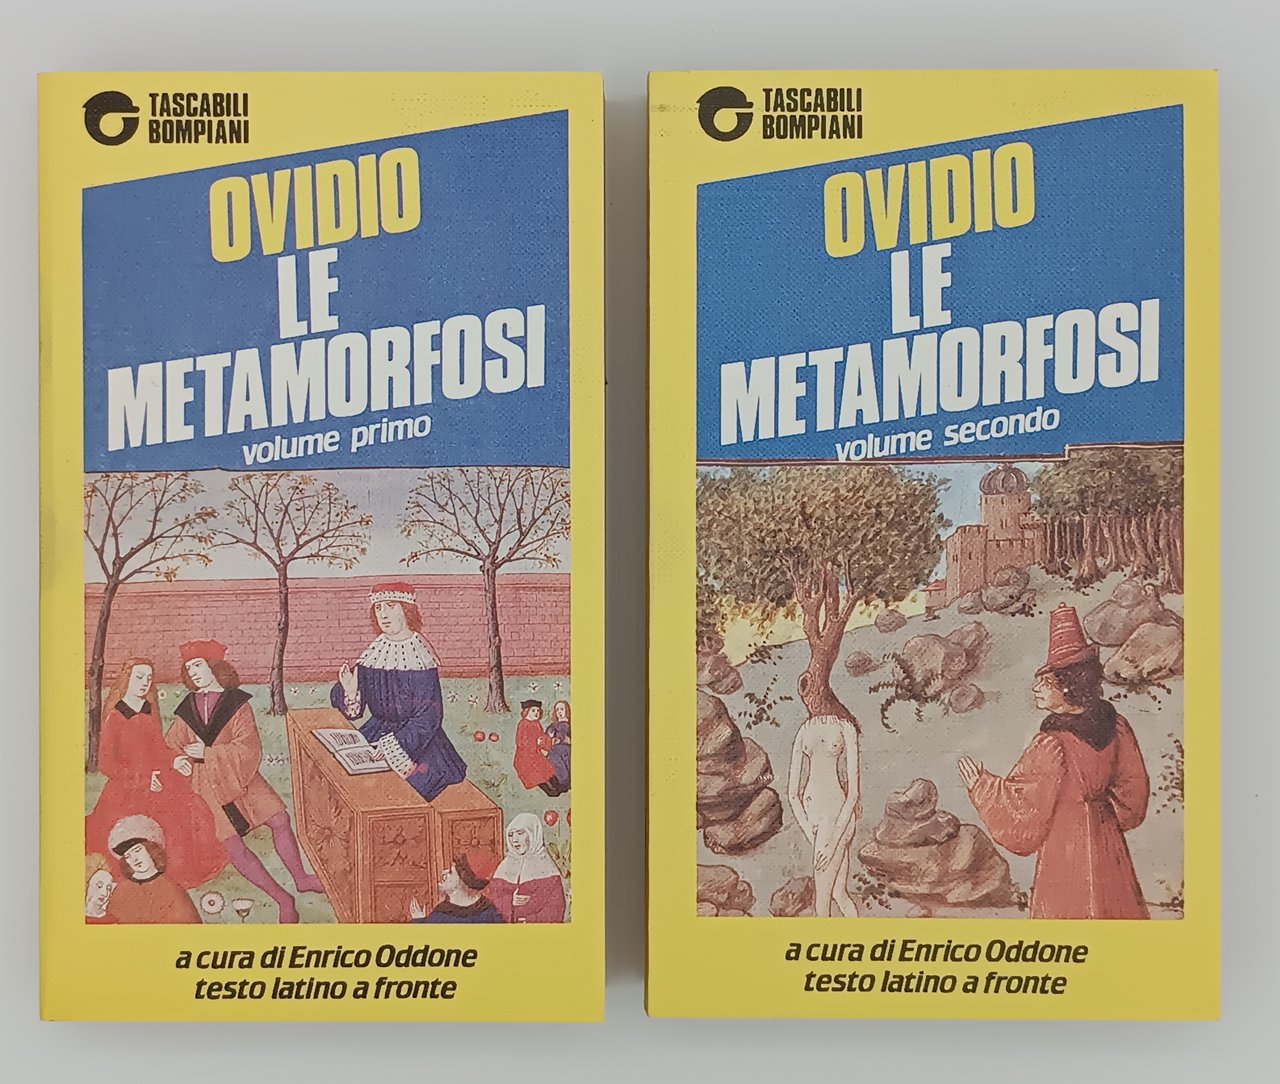 TASCABILI
BOMPIANI
OVIDIO
LE
METAMORFOSI
volume primo
a cura di Enrico Oddone
testo latino a fronte
TASCABILI
BOMPIANI
OVIDIO
LE
METAMORFOSI
volume secondo
a cura di Enrico Oddone
testo latino a fronte